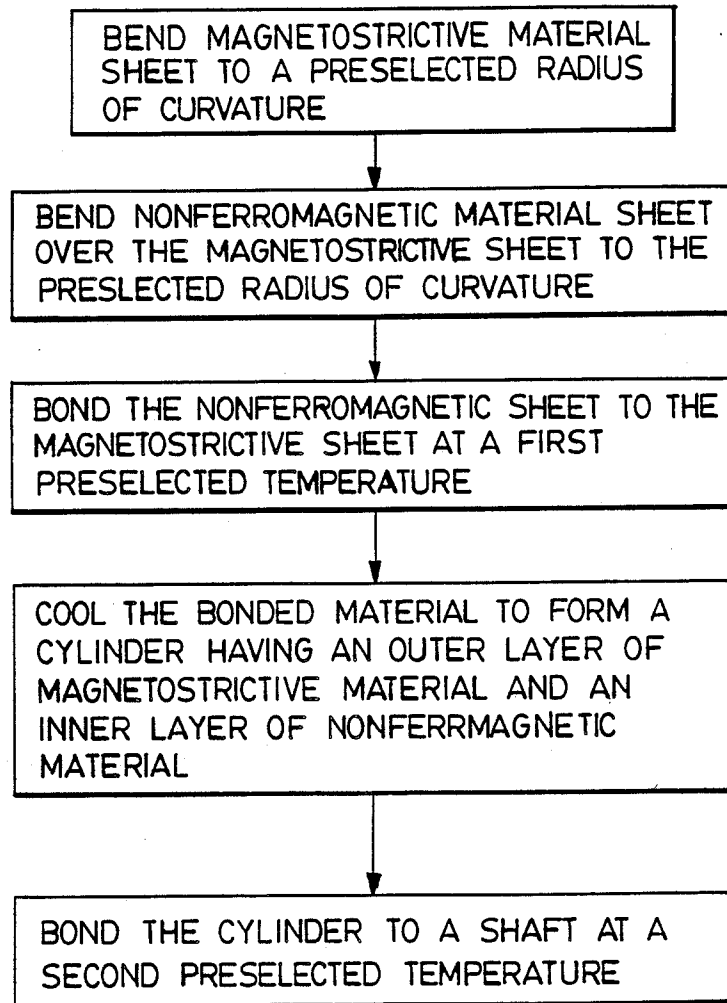 BEND MAGNETOSTRICTIVE MATERIAL
SHEET TO A PRESELECTED RADIUS
OF CURVATURE
BEND NONFERROMAGNETIC MATERIAL SHEET
OVER THE MAGNETOSTRICTIVE SHEET TO THE
PRESLECTED RADIUS OF CURVATURE
BOND THE NONFERROMAGNETIC SHEET TO THE
MAGNETOSTRICTIVE SHEET AT A FIRST
PRESELECTED TEMPERATURE
COOL THE BONDED MATERIAL TO FORM A
CYLINDER HAVING AN OUTER LAYER OF
MAGNETOSTRICTIVE MATERIAL AND AN
INNER LAYER OF NONFERRMAGNETIC
MATERIAL
BOND THE CYLINDER TO A SHAFT AT A
SECOND PRESELECTED TEMPERATURE